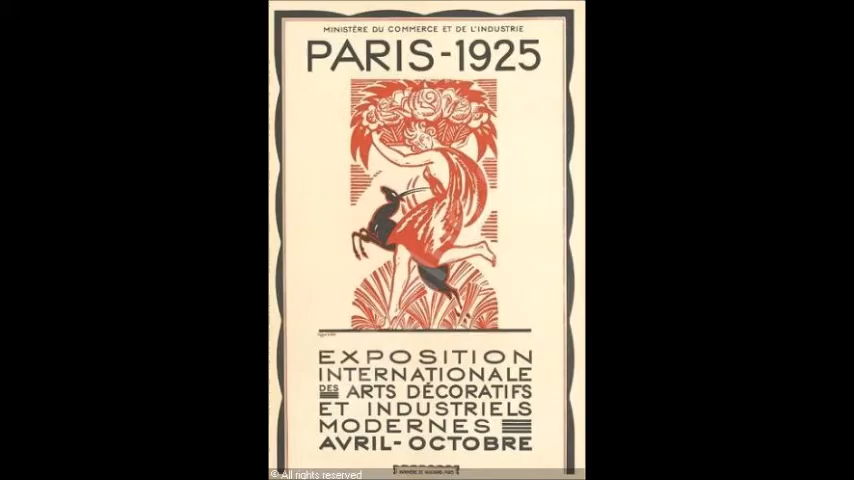 MINISTÈRE DU COMMERCE ET DE L'INDUSTRIE
PARIS-1925
EXPOSITION
INTERNATIONALE
DES ARTS DÉCORATIFS
ET INDUSTRIELS
MODERNES
AVRIL-OCTOBRE
© All rights reserved